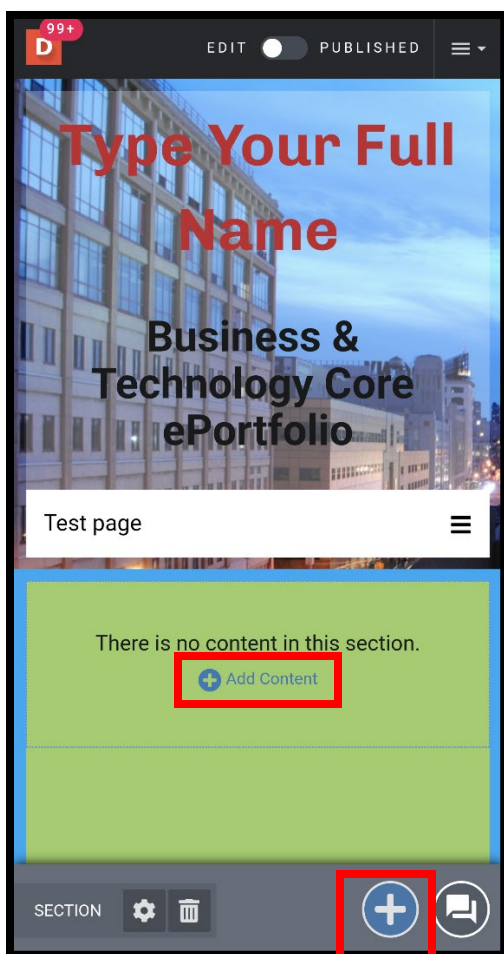 99+
D
EDIT PUBLISHED
Type Your Full
Name
Business &
Technology Core
ePortfolio
Test page
There is no content in this section.
Add Content
SECTION